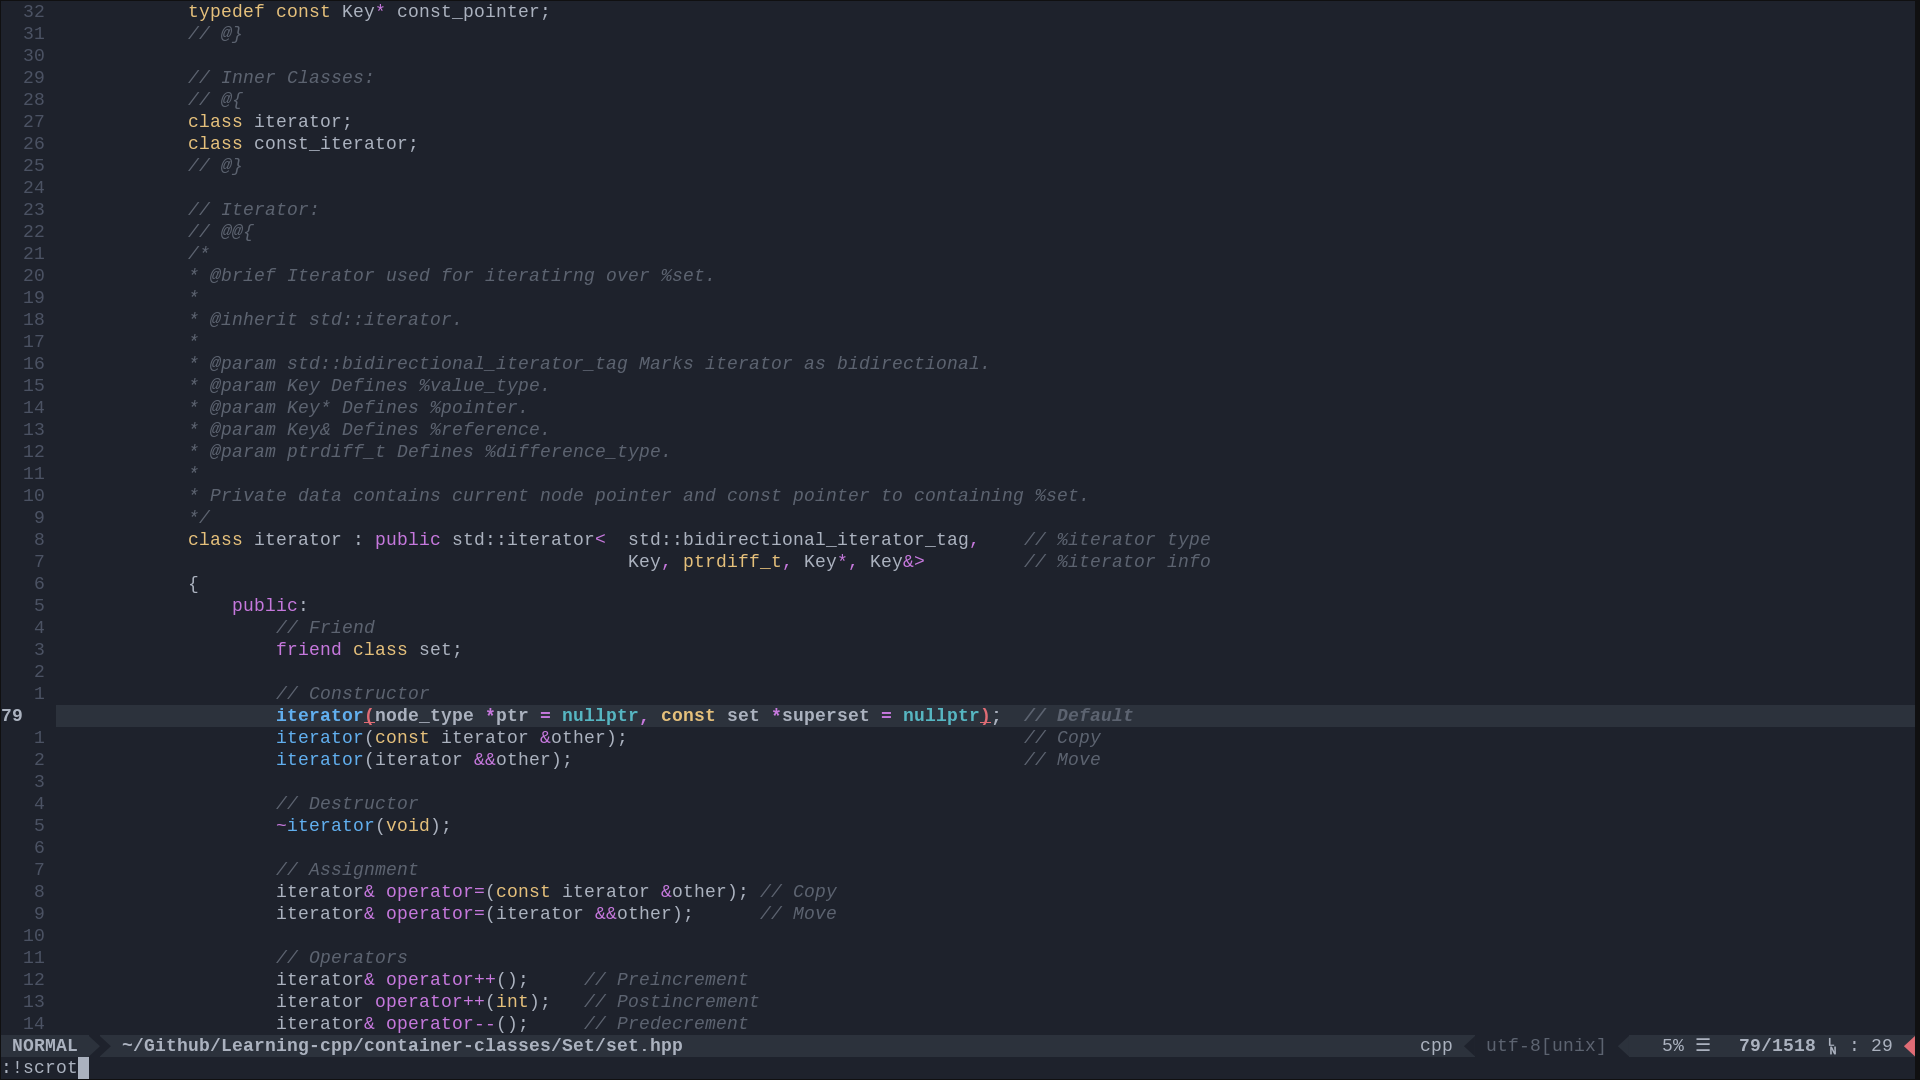 32 typedef const Key* const_pointer;
31 // @}
30
29 // Inner Classes:
28 // @{
27 class iterator;
26 class const_iterator;
25 // @}
24
23 // Iterator:
22 // @@{
21 /*
20 * @brief Iterator used for iteratirng over %set.
19 *
18 * @inherit std::iterator.
17 *
16 * @param std::bidirectional_iterator_tag Marks iterator as bidirectional.
15 * @param Key Defines %value_type.
14 * @param Key* Defines %pointer.
13 * @param Key& Defines %reference.
12 * @param ptrdiff_t Defines %difference_type.
11 *
10 * Private data contains current node pointer and const pointer to containing %set.
9 */
8 class iterator : public std::iterator<  std::bidirectional_iterator_tag,    // %iterator type
7 Key, ptrdiff_t, Key*, Key&>         // %iterator info
6 {
5 public:
4 // Friend
3 friend class set;
2
1 // Constructor
79 iterator(node_type *ptr = nullptr, const set *superset = nullptr);  // Default
1 iterator(const iterator &other);                                    // Copy
2 iterator(iterator &&other);                                         // Move
3
4 // Destructor
5 ~iterator(void);
6
7 // Assignment
8 iterator& operator=(const iterator &other); // Copy
9 iterator& operator=(iterator &&other);      // Move
10
11 // Operators
12 iterator& operator++();     // Preincrement
13 iterator operator++(int);   // Postincrement
14 iterator& operator--();     // Predecrement
NORMAL ~/Github/Learning-cpp/container-classes/Set/set.hpp cpp utf-8[unix] 5% ☰ 79/1518 ␤ : 29
:!scrot